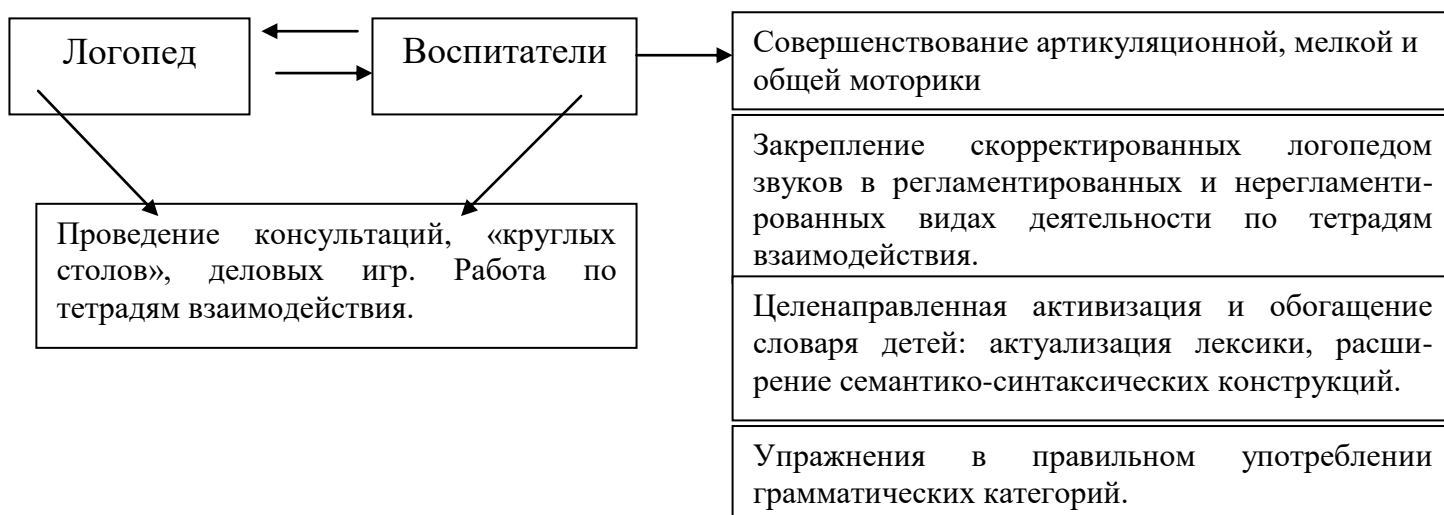 Логопед
Воспитатели
Проведение консультаций, «круглых
столов», деловых игр. Работа по
тетрадям взаимодействия.
Совершенствование артикуляционной, мелкой и
общей моторики
Закрепление скорректированных логопедом
звуков в регламентированных и нерегламенти-
рованных видах деятельности по тетрадям
взаимодействия.
Целенаправленная активизация и обогащение
словаря детей: актуализация лексики, расши-
рение семантико-синтаксических конструкций.
Упражнения в правильном употреблении
грамматических категорий.